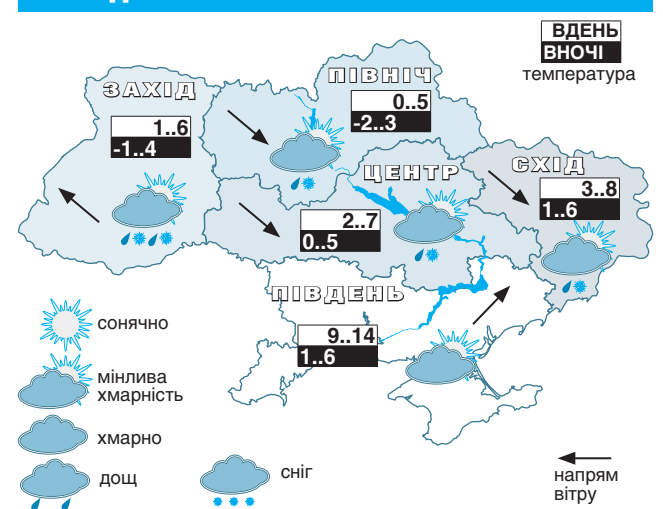 ВДЕНЬ
ВНОЧІ
температура
ПІВНІЧ
0..5
-2..3
ЗАХІД
1..6
-1..4
ЦЕНТР
2..7
0..5
СХІД
3..8
1..6
ПІВДЕНЬ
9..14
1..6
сонячно
мінлива
хмарність
хмарно
дощ
сніг
напрям
вітру